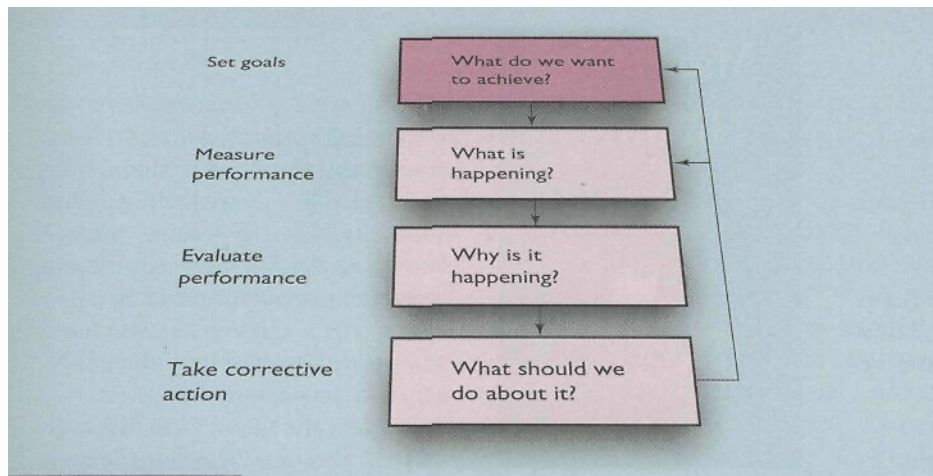 Set goals
What do we want
to achieve?
Measure
performance
What is
happening?
Evaluate
performance
Why is it
happening?
Take corrective
action
What should we
do about it?